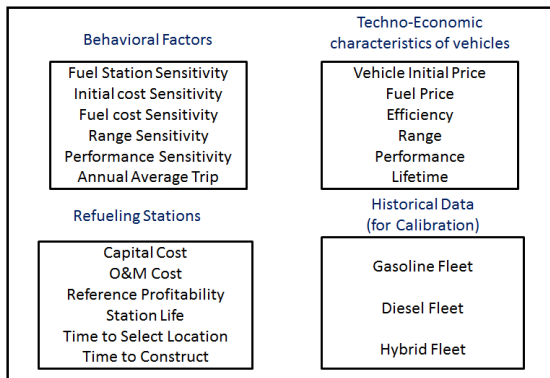 Behavioral Factors
Fuel Station Sensitivity
Initial cost Sensitivity
Fuel cost Sensitivity
Range Sensitivity
Performance Sensitivity
Annual Average Trip
Techno-Economic
characteristics of vehicles
Vehicle Initial Price
Fuel Price
Efficiency
Range
Performance
Lifetime
Refueling Stations
Capital Cost
O&M Cost
Reference Profitability
Station Life
Time to Select Location
Time to Construct
Historical Data
(for Calibration)
Gasoline Fleet
Diesel Fleet
Hybrid Fleet